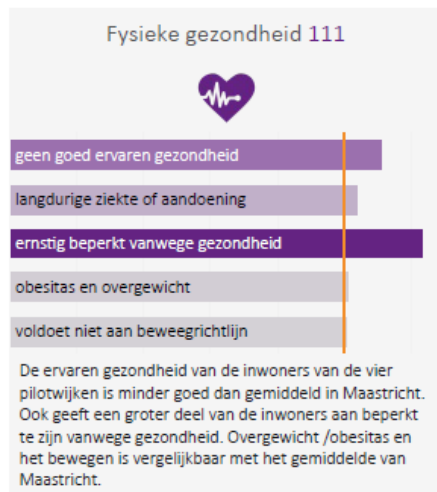 Fysieke gezondheid 111
geen goed ervaren gezondheid
langdurige ziekte of aandoening
ernstig beperkt vanwege gezondheid
obesitas en overgewicht
voldoet niet aan beweegrichtlijn
De ervaren gezondheid van de inwoners van de vier
pilotwijken is minder goed dan gemiddeld in Maastricht.
Ook geeft een groter deel van de inwoners aan beperkt
te zijn vanwege gezondheid. Overgewicht /obesitas en
het bewegen is vergelijkbaar met het gemiddelde van
Maastricht.